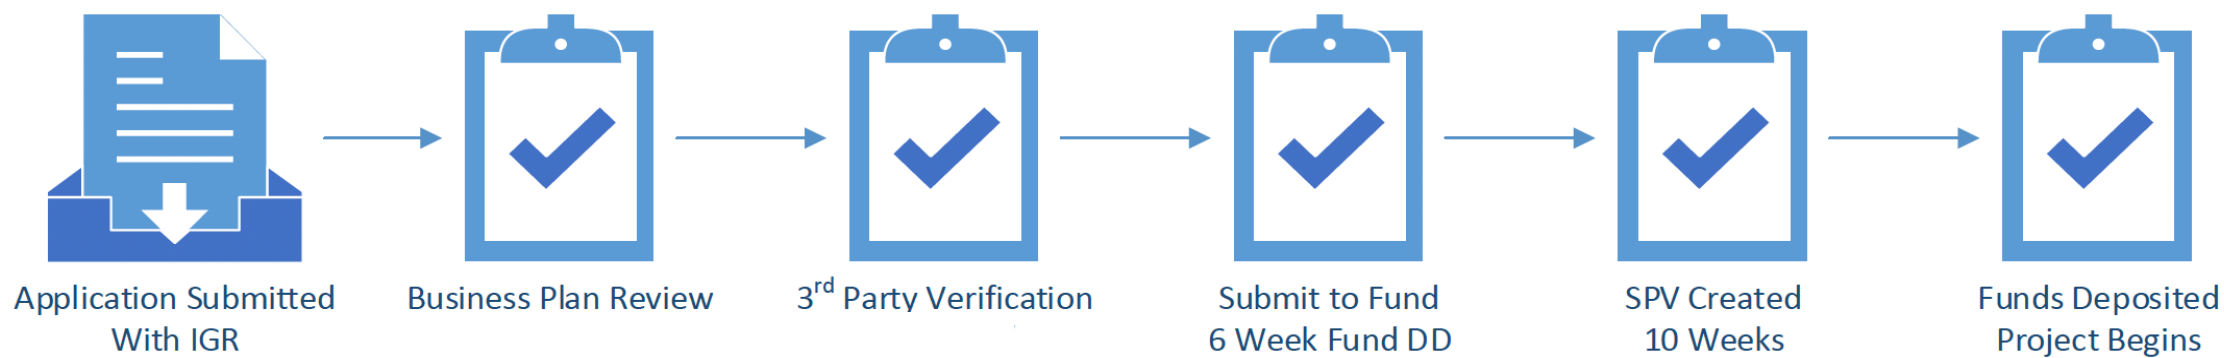 Application Submitted
With IGR
Business Plan Review
3rd Party Verification
Submit to Fund
6 Week Fund DD
SPV Created
10 Weeks
Funds Deposited
Project Begins